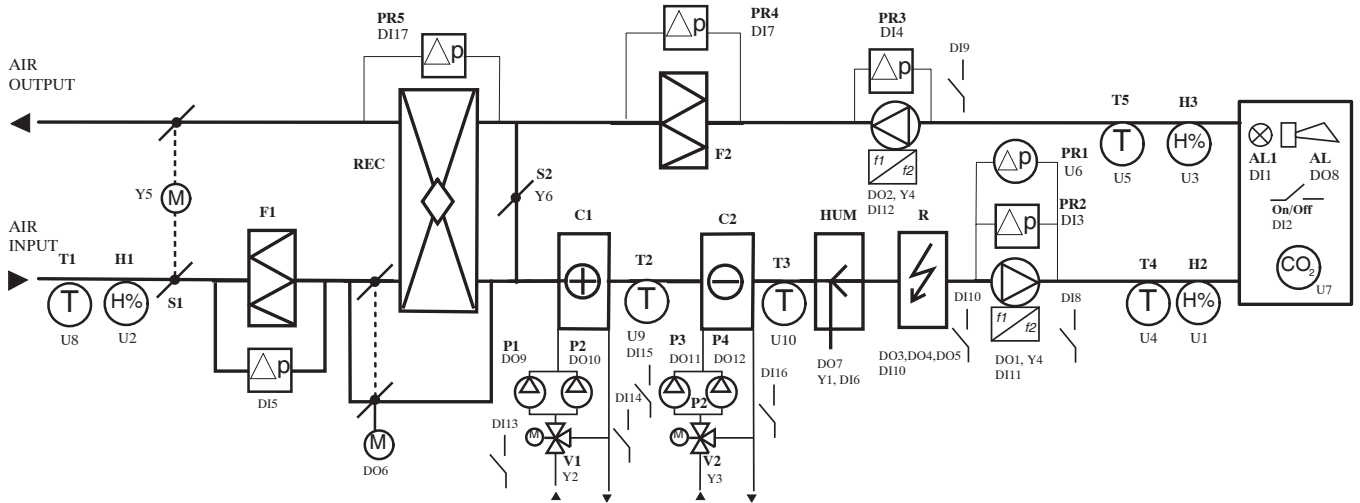 PR5
DI17
p
PR4
DI7
p
PR3
DI4
p
DI9
AIR
OUTPUT
T5
H3
T
U5
H%
U3
AL1
DI1
AL
DO8
On/Off
DI2
CO2
U7
REC
F2
f1
f2
DO2, Y4
DI12
PR1
U6
p
PR2
DI3
p
Y5
M
S2
Y6
AIR
INPUT
T1
H1
F1
C1
T2
C2
T3
HUM
R
T4
H2
T
U8
H%
U2
S1
T
U9
DI15
T
U10
DO7
Y1, DI6
DO3,DO4,DO5
DI10
DI10
f1
f2
DO1, Y4
DI11
DI8
T
U4
H%
U1
p
DI5
M
DO6
P1
DO9
P2
DO10
P3
DO11
P4
DO12
DI16
DI13
DI14
M
V1
Y2
P2
M
V2
Y3